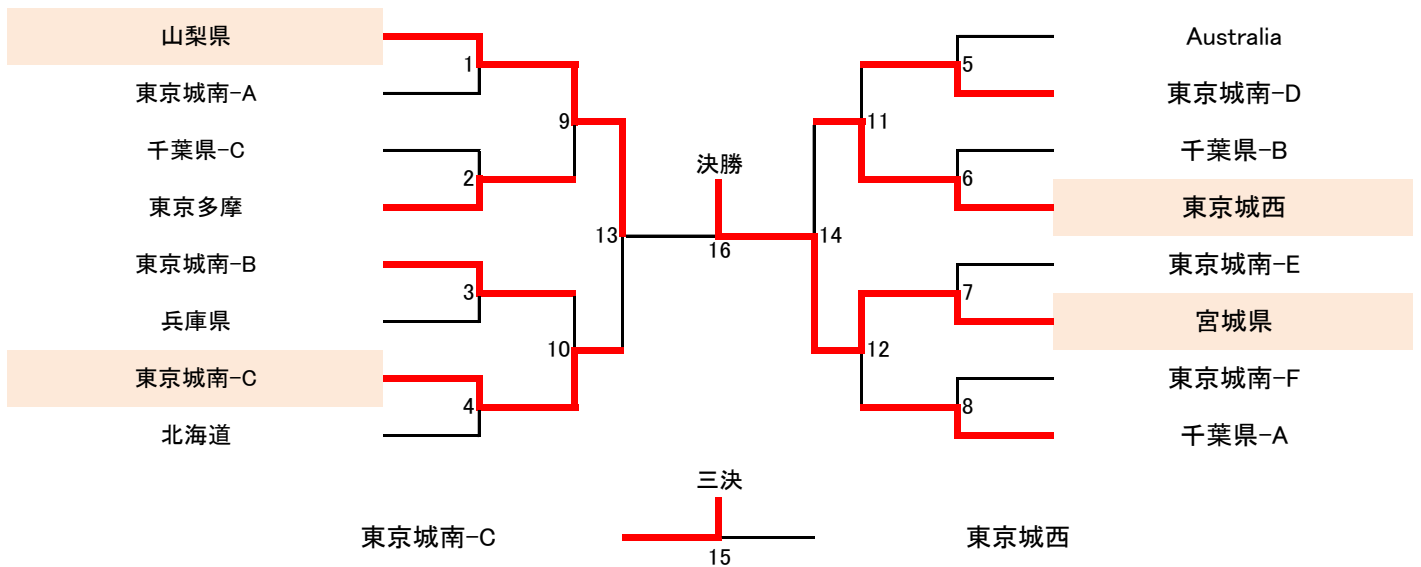 山梨県
東京城南-A
千葉県-C
東京多摩
東京城南-B
兵庫県
東京城南-C
北海道
1
2
3
4
9
10
13
決勝
16
14
11
12
5
6
7
8
Australia
東京城南-D
千葉県-B
東京城西
東京城南-E
宮城県
東京城南-F
千葉県-A
三決
東京城南-C
15
東京城西